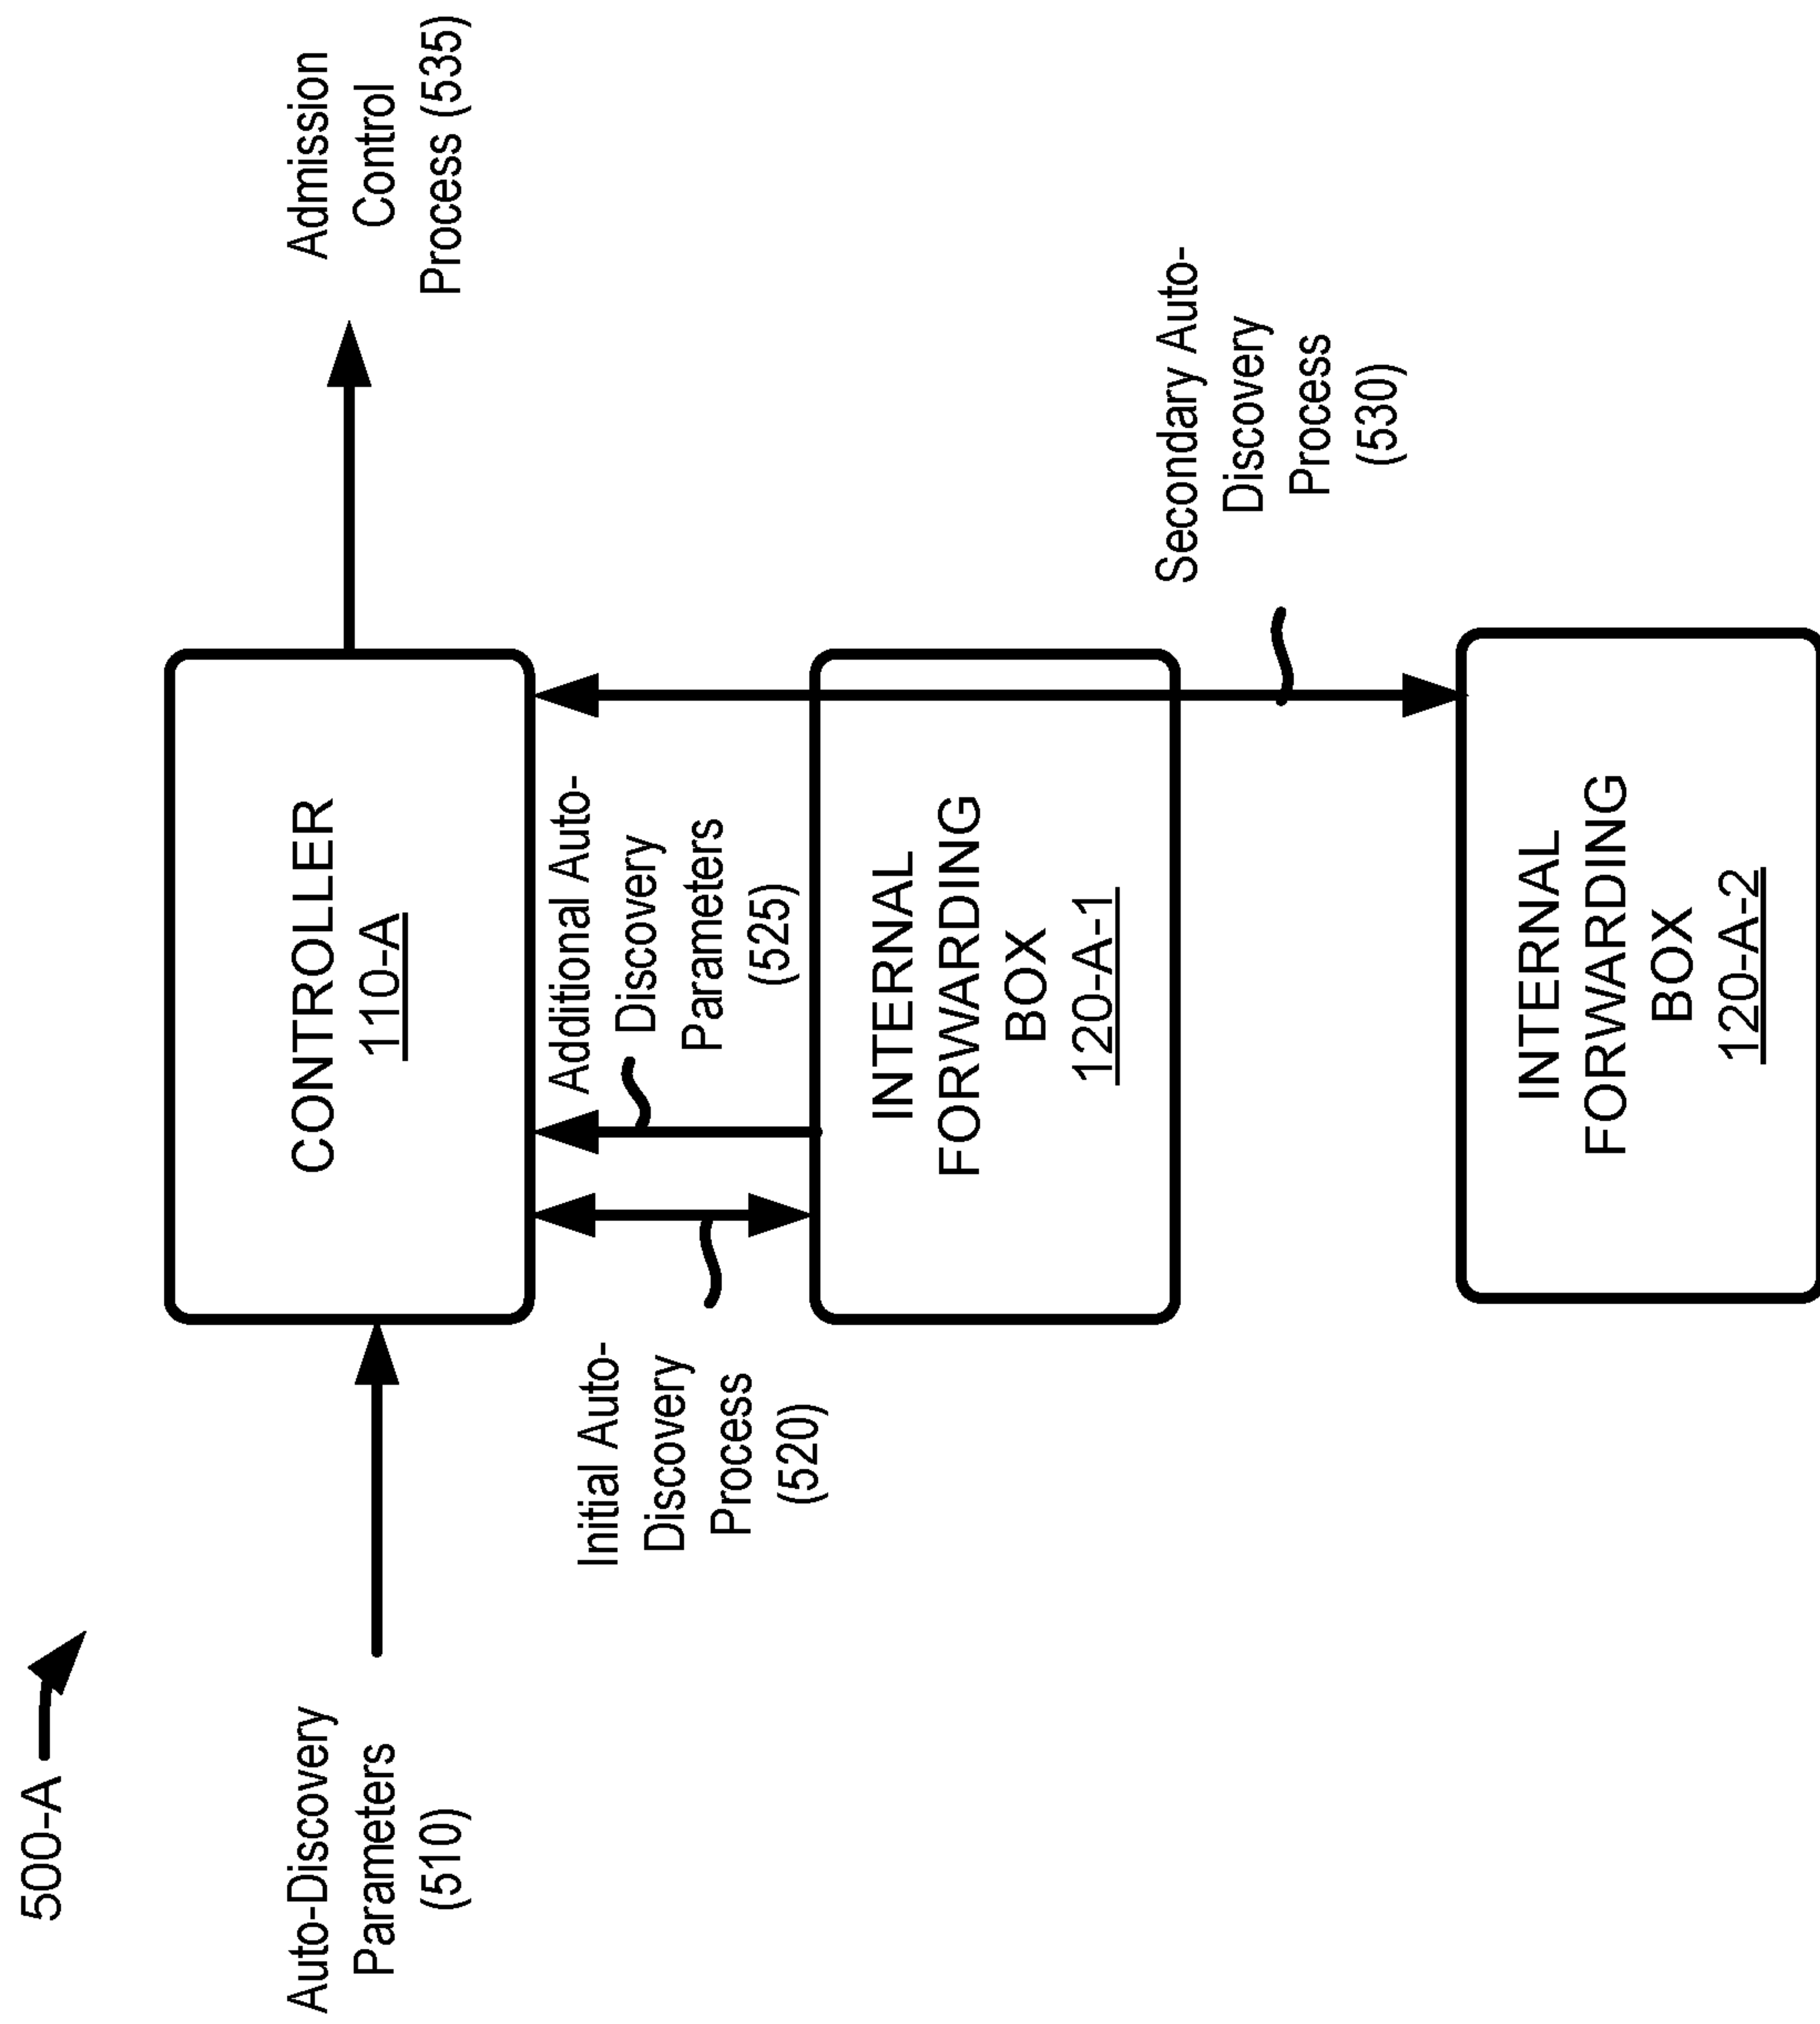 500-A
Auto-Discovery
Parameters
(510)
CONTROLLER
110-A
Admission
Control
Process (535)
Initial Auto-
Discovery
Process
(520)
Additional Auto-
Discovery
Parameters
(525)
INTERNAL
FORWARDING
BOX
120-A-1
Secondary Auto-
Discovery
Process
(530)
INTERNAL
FORWARDING
BOX
120-A-2